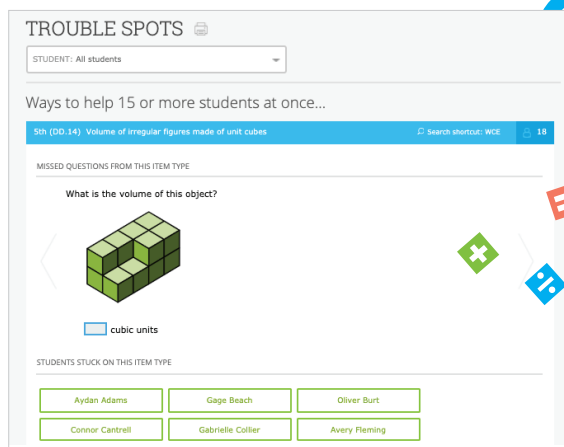 TROUBLE SPOTS
STUDENT: All students
Ways to help 15 or more students at once...
5th (DD.14) Volume of irregular figures made of unit cubes
Search shortcut: WCE
18
MISSED QUESTIONS FROM THIS ITEM TYPE
What is the volume of this object?
cubic units
STUDENTS STUCK ON THIS ITEM TYPE
Aydan Adams
Gage Beach
Oliver Burt
Connor Cantrell
Gabrielle Collier
Avery Fleming